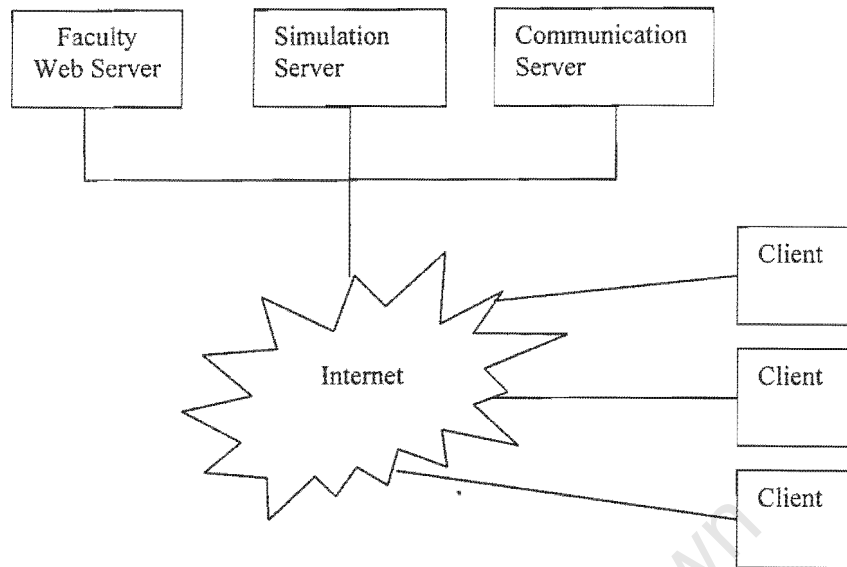 Faculty
Web Server
Simulation
Server
Communication
Server
Client
Internet
Client
Client